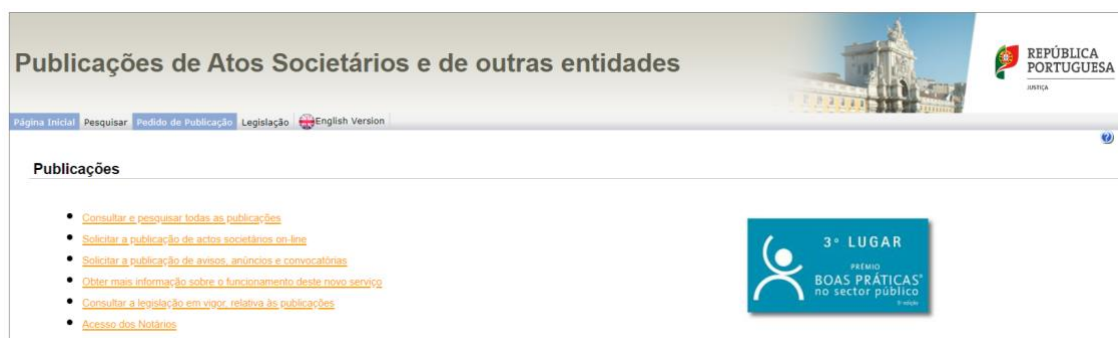 Publicações de Atos Societários e de outras entidades
REPÚBLICA
PORTUGUESA
JUSTIÇA
Página Inicial Pesquisar Pedido de Publicação Legislação English Version
?
Publicações
Consultar e pesquisar todas as publicações
Solicitar a publicação de actos societários on-line
Solicitar a publicação de avisos, anúncios e convocatórias
Obter mais informação sobre o funcionamento deste novo serviço
Consultar a legislação em vigor, relativa às publicações
Acesso dos Notários
3º LUGAR
PRÉMIO
BOAS PRÁTICAS
no sector público